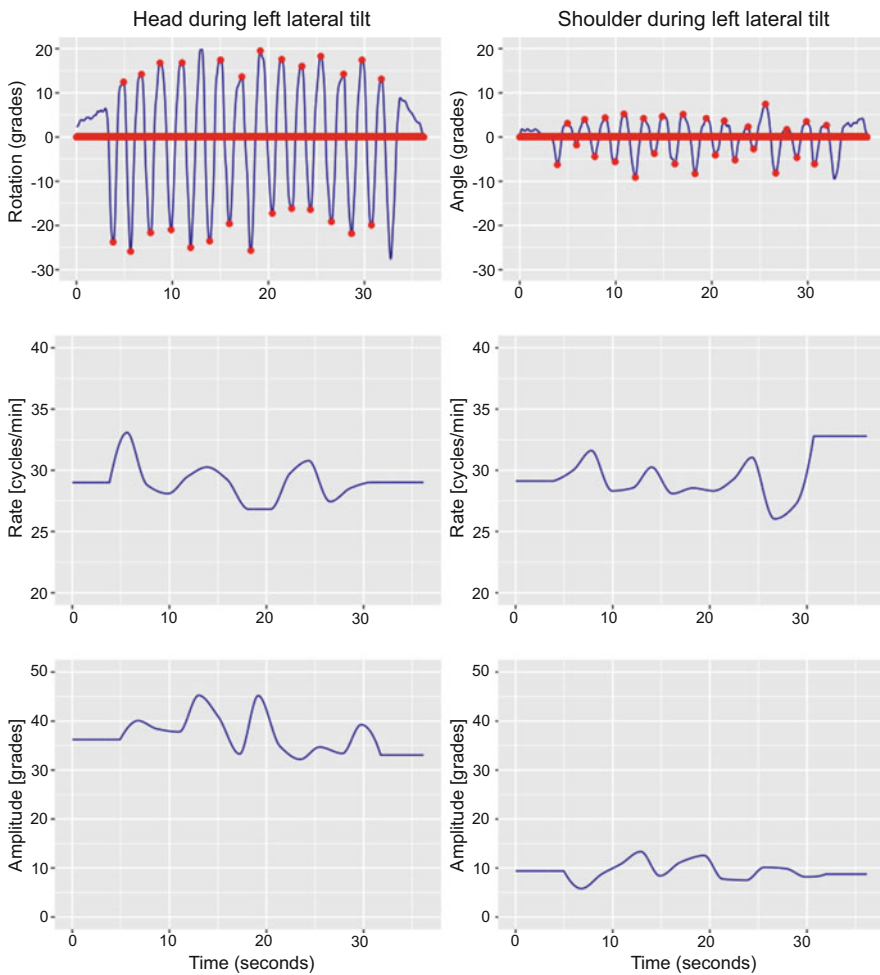 Head during left lateral tilt
Rotation (grades)
20
10
0
-10
-20
-30
0 10 20 30
Shoulder during left lateral tilt
Angle (grades)
20
10
0
-10
-20
-30
0 10 20 30
Rate [cycles/min]
40
35
30
25
20
0 10 20 30
Rate [cycles/min]
40
35
30
25
20
0 10 20 30
Amplitude [grades]
50
40
30
20
10
0
0 10 20 30
Time (seconds)
Amplitude [grades]
50
40
30
20
10
0
0 10 20 30
Time (seconds)